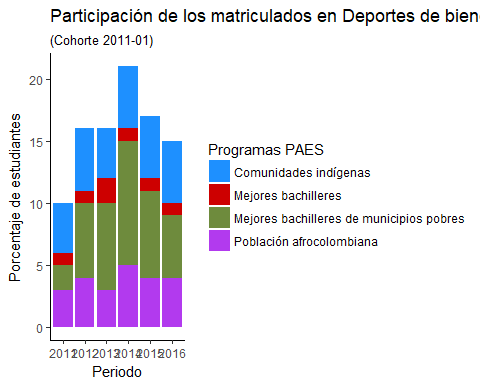 Participación de los matriculados en Deportes de bien
(Cohorte 2011-01)
Porcentaje de estudiantes
20
15
10
5
0
2011 2012 2013 2014 2015 2016
Periodo
Programas PAES
Comunidades indígenas
Mejores bachilleres
Mejores bachilleres de municipios pobres
Población afrocolombiana